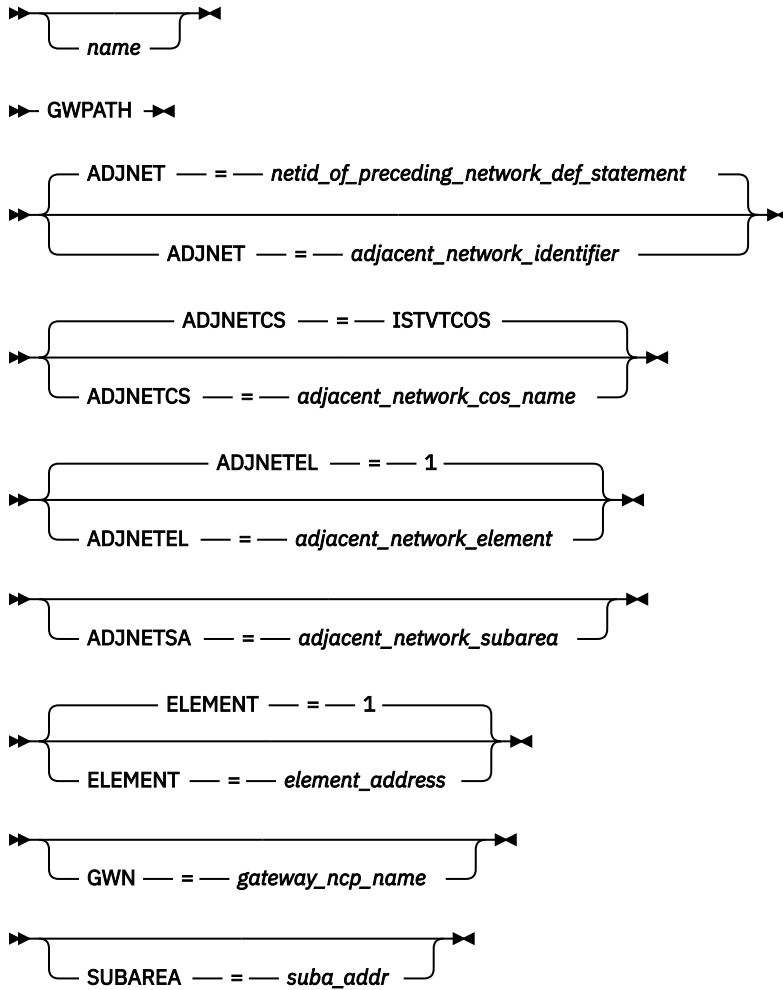 name
GWPATH
ADJNET = netid_of_preceding_network_def_statement
ADJNET = adjacent_network_identifier
ADJNETCS = ISTVTCOS
ADJNETCS = adjacent_network_cos_name
ADJNETEL = 1
ADJNETEL = adjacent_network_element
ADJNETSA = adjacent_network_subarea
ELEMENT = 1
ELEMENT = element_address
GWN = gateway_ncp_name
SUBAREA = suba_addr